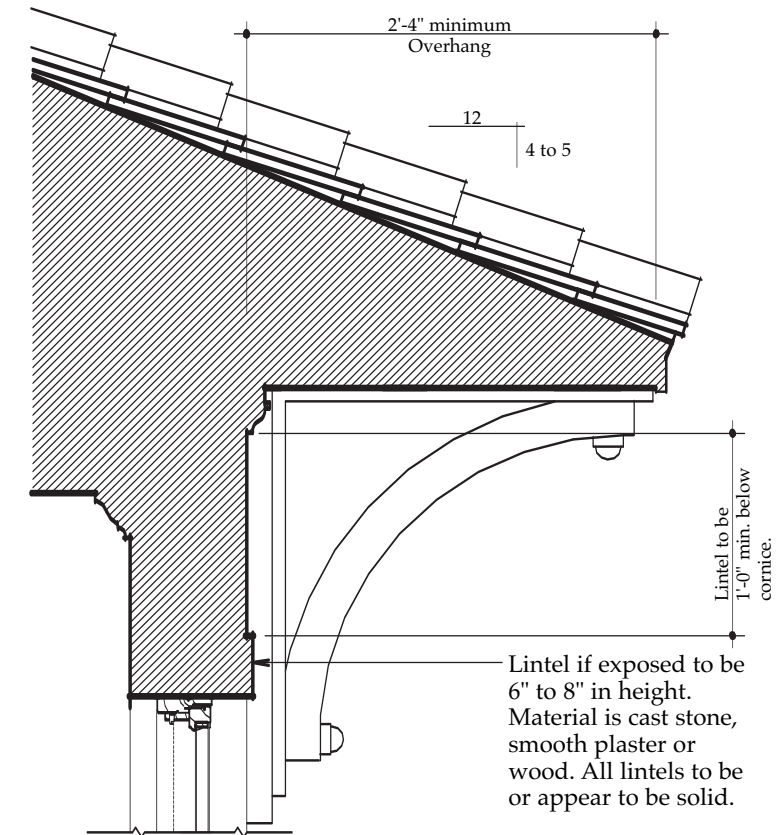 2'-4" minimum
Overhang
12
4 to 5
Lintel to be
1'-0" min. below
cornice.
Lintel if exposed to be
6" to 8" in height.
Material is cast stone,
smooth plaster or
wood. All lintels to be
or appear to be solid.